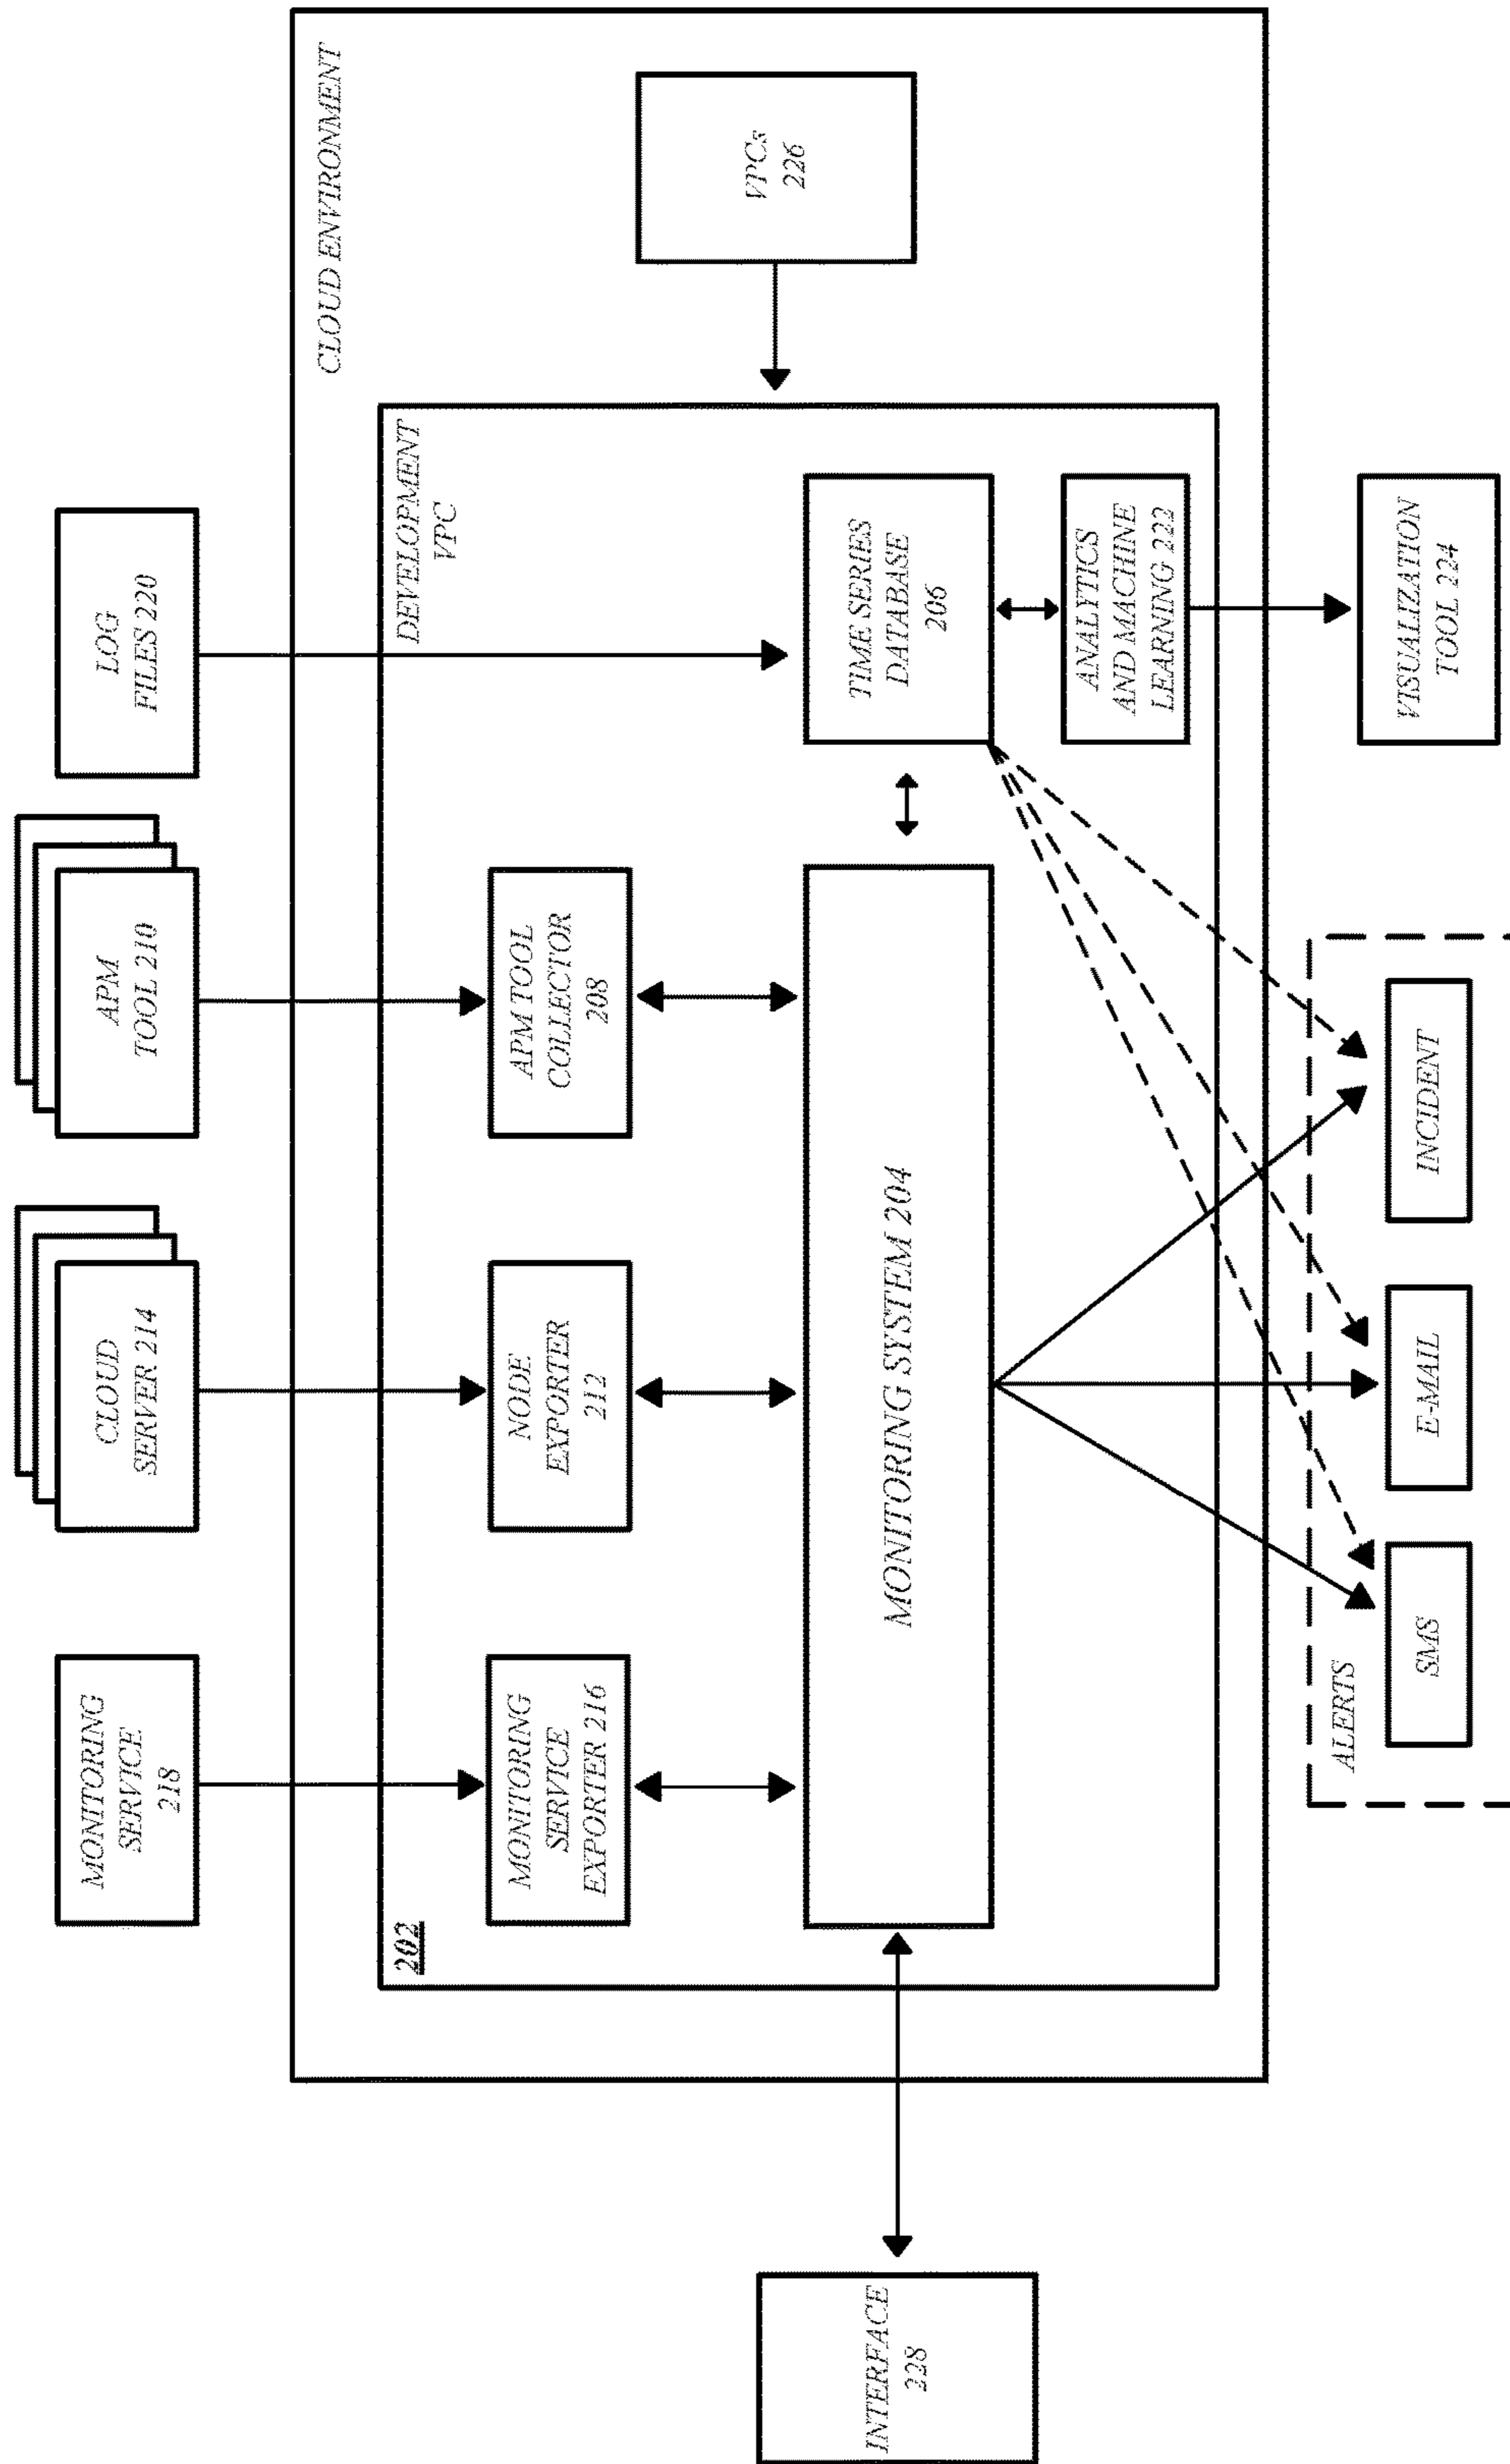 MONITORING
SERVICE
218
CLOUD
SERVER 214
APM
TOOL 210
LOG
FILES 220
CLOUD ENVIRONMENT
202
DEVELOPMENT
VPC
MONITORING
SERVICE
EXPORTER 216
NODE
EXPORTER
212
APM TOOL
COLLECTOR
208
VPCs
226
INTERFACE
228
MONITORING SYSTEM 204
TIME SERIES
DATABASE
206
ANALYTICS
AND MACHINE
LEARNING 222
ALERTS
SMS
E-MAIL
INCIDENT
VISUALIZATION
TOOL 224